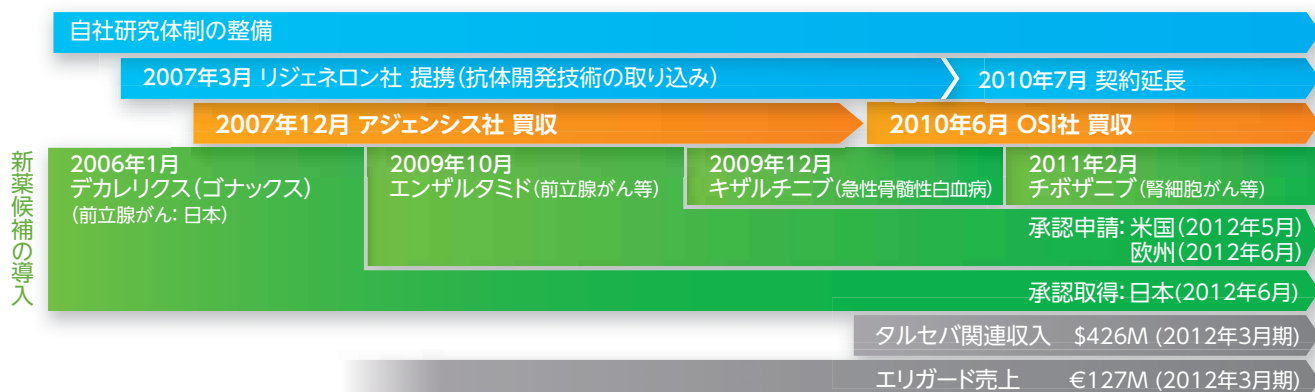 自社研究体制の整備
2007年3月 リジェネロン社 提携(抗体開発技術の取り込み)
2010年7月 契約延長
2007年12月 アジェンシス社 買収
2010年6月 OSI社 買収
新薬候補の導入
2006年1月
デカレリクス(ゴナックス)
(前立腺がん: 日本)
2009年10月
エンザルタミド(前立腺がん等)
2009年12月
キザルチニブ(急性骨髄性白血病)
2011年2月
チボザニブ(腎細胞がん等)
承認申請: 米国(2012年5月)
欧州(2012年6月)
承認取得: 日本(2012年6月)
タルセバ関連収入 $426M (2012年3月期)
エリガード売上 €127M (2012年3月期)